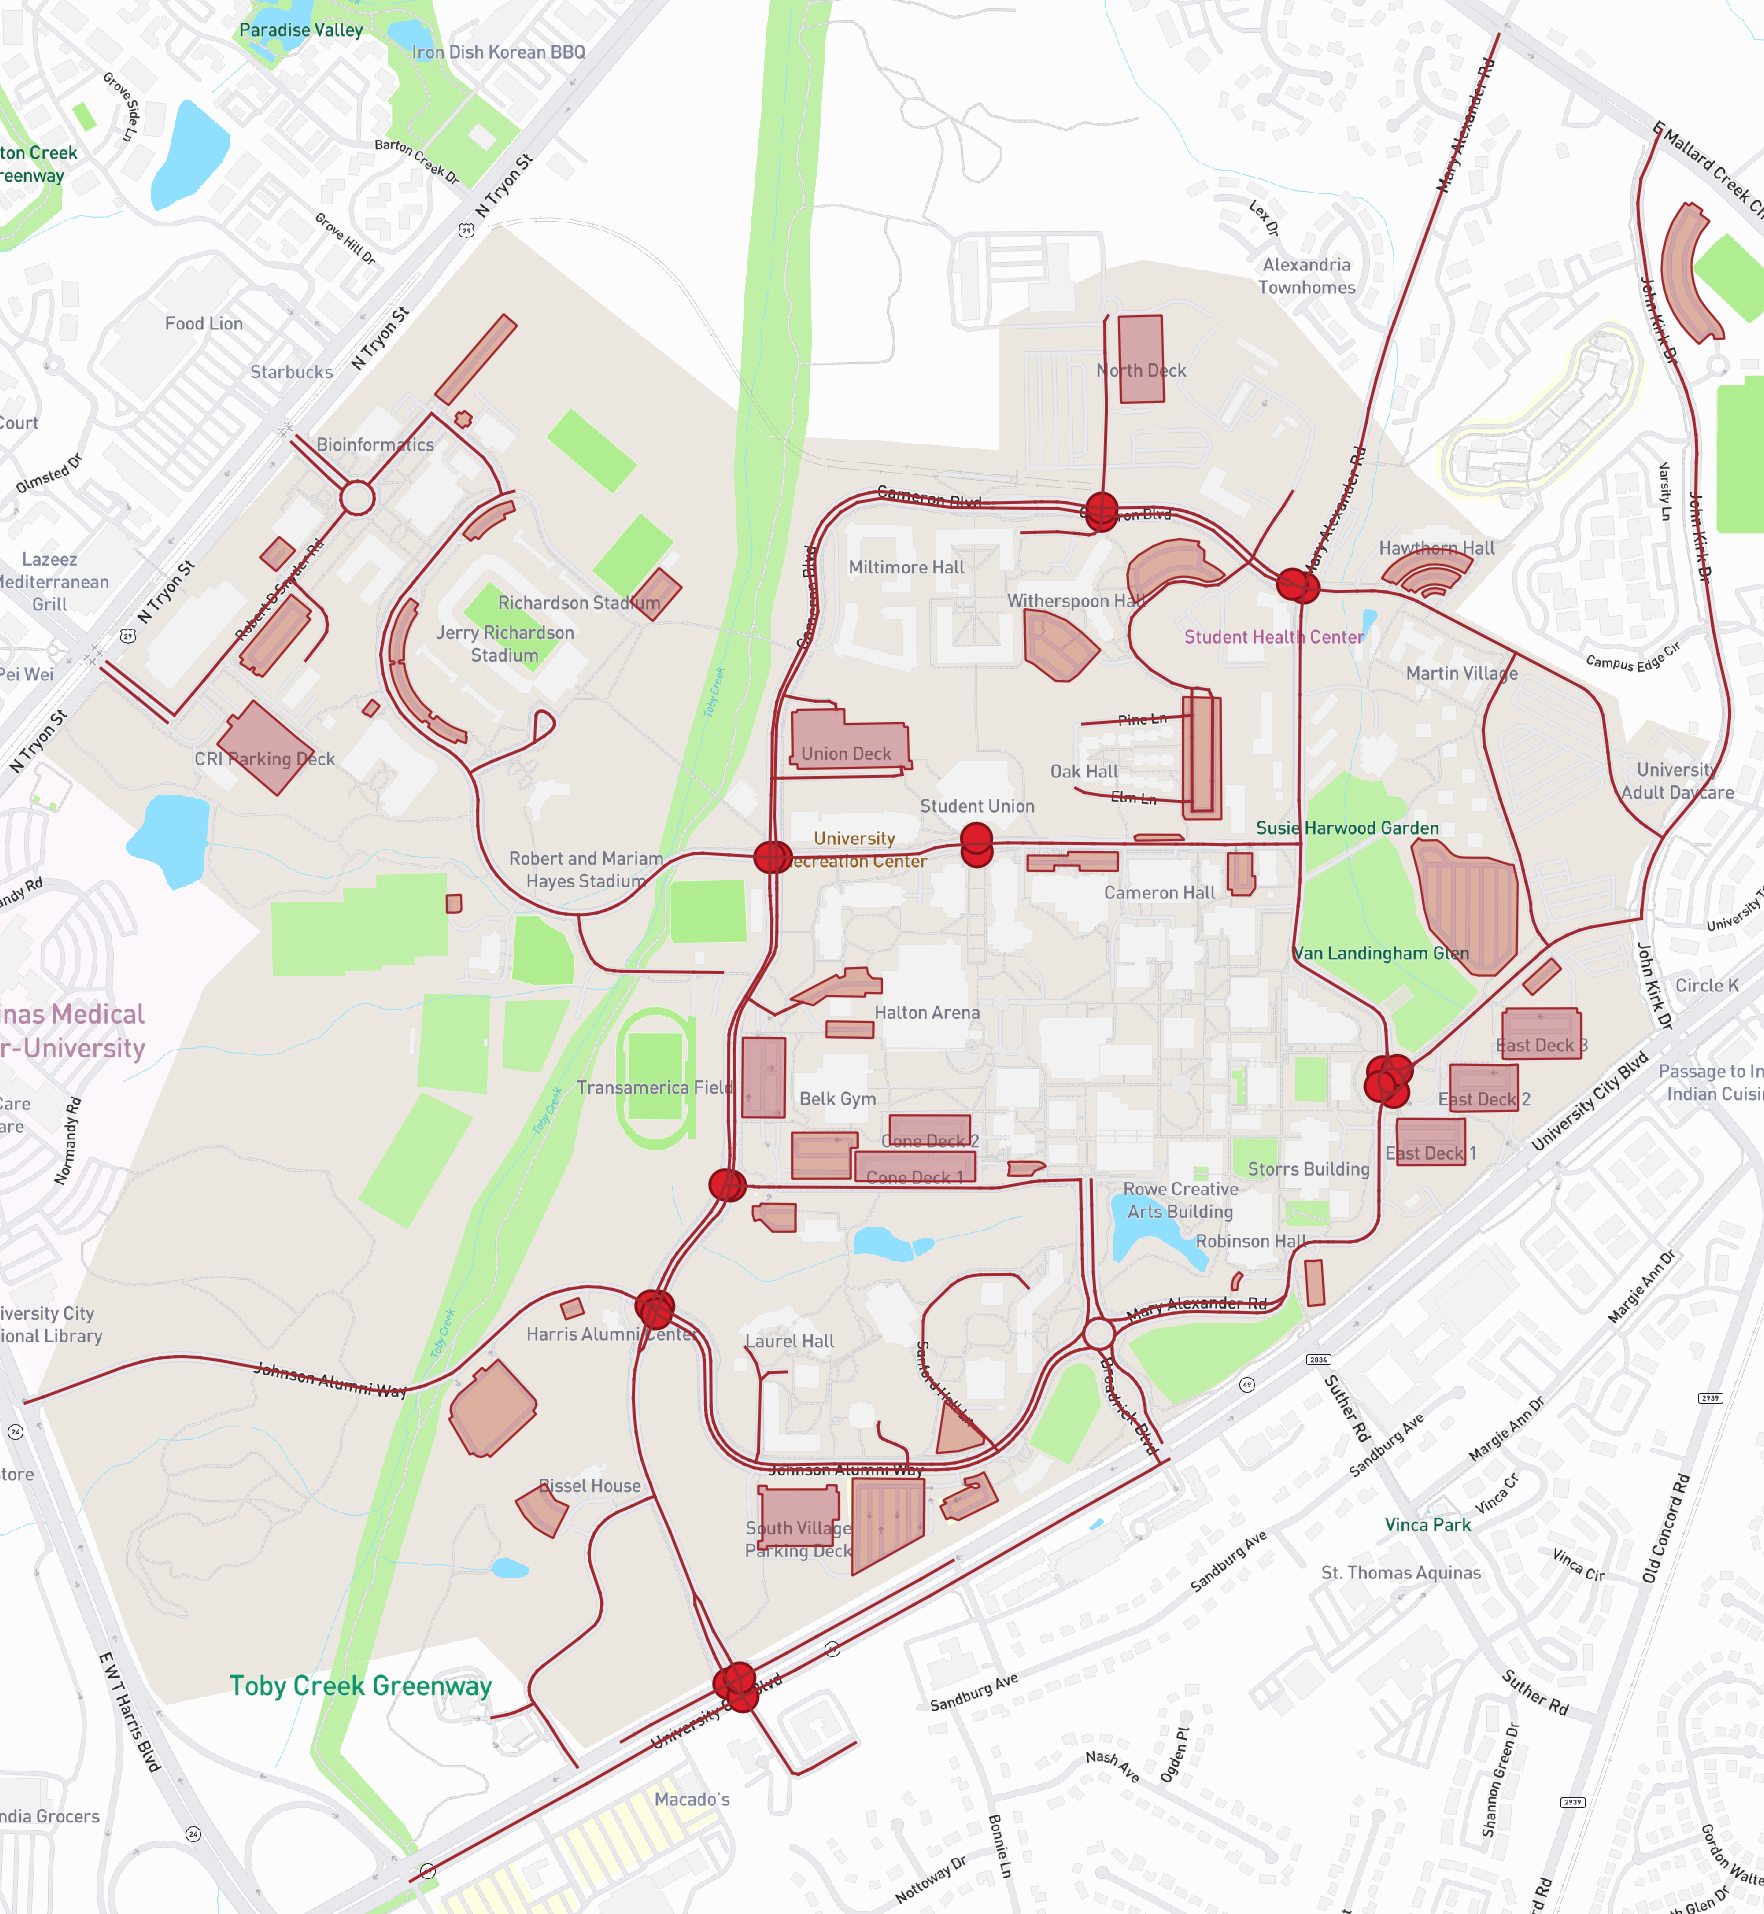 Paradise Valley
Iron Dish Korean BBQ
Grove Side Ln
Barton Creek Dr
ton Creek
reenway
N Tryon St
29
Grove Hill Dr
Mary Alexander Rd
E Mallard Creek Ch
Lex Dr
Alexandria
Townhomes
John Kirk Dr
Food Lion
N Tryon St
Starbucks
North Deck
Court
Bioinformatics
Olmsted Dr
Cameron Blvd
Mary Alexander Rd
Varsity Ln
John Kirk Dr
Lazeez
Mediterranean
Grill
N Tryon St
Robert D Snyder Rd
Cameron Blvd
Miltimore Hall
Hawthorn Hall
Richardson Stadium
Witherspoon Hall
Jerry Richardson
Stadium
29
Student Health Center
Campus Edge Cir
Pei Wei
Toby Creek
Martin Village
Pine Ln
N Tryon St
CRI Parking Deck
Union Deck
Oak Hall
Elm Ln
University
Adult Daycare
Student Union
Susie Harwood Garden
University
Recreation Center
Robert and Mariam
Hayes Stadium
Cameron Hall
andy Rd
Van Landingham Glen
John Kirk Dr
Circle K
inas Medical
r-University
Halton Arena
East Deck 3
Transamerica Field
Belk Gym
East Deck 2
Passage to In
Indian Cuisi
Care
are
Normandy Rd
Toby Creek
Cone Deck 2
Cone Deck 1
East Deck 1
University City Blvd
Storrs Building
Rowe Creative
Arts Building
Robinson Hall
Mary Alexander Rd
Margie Ann Dr
iversity City
ional Library
Toby Creek
Harris Alumni Center
Laurel Hall
Sanford Hall Ln
Broadrick Blvd
2834
49
Suther Rd
Johnson Alumni Way
24
2939
Margie Ann Dr
Sandburg Ave
Store
Johnson Alumni Way
Bissel House
South Village
Parking Deck
Vinca Cir
Vinca Park
Old Concord Rd
Sandburg Ave
St. Thomas Aquinas
Vinca Cir
E W T Harris Blvd
Toby Creek Greenway
University City Blvd
Sandburg Ave
Suther Rd
Shannon Green Dr
Ogden Pl
Nash Ave
Macado's
2939
ndia Grocers
24
Bonnie Ln
Nottoway Dr
Gordon Walte
rd Rd
th Glen Dr